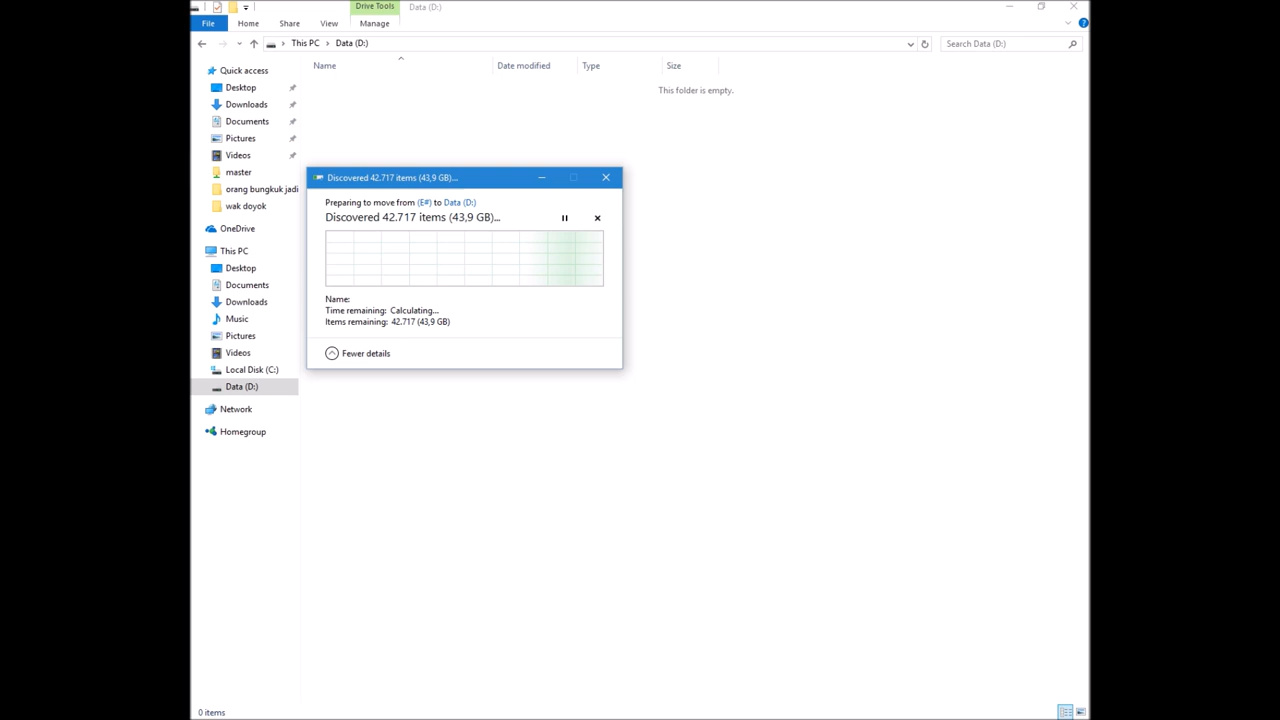 Drive Tools
Data (D:)
File
Home
Share
View
Manage
This PC > Data (D:)
Search Data (D:)
Name
Date modified
Type
Size
This folder is empty.
Quick access
Desktop
Downloads
Documents
Pictures
Videos
master
orang bungkuk jadi
wak doyok
OneDrive
This PC
Desktop
Documents
Downloads
Music
Pictures
Videos
Local Disk (C:)
Data (D:)
Network
Homegroup
Discovered 42.717 items (43,9 GB)...
Preparing to move from (E#) to Data (D:)
Discovered 42.717 items (43,9 GB)...
Name:
Time remaining: Calculating...
Items remaining: 42.717 (43,9 GB)
Fewer details
0 items